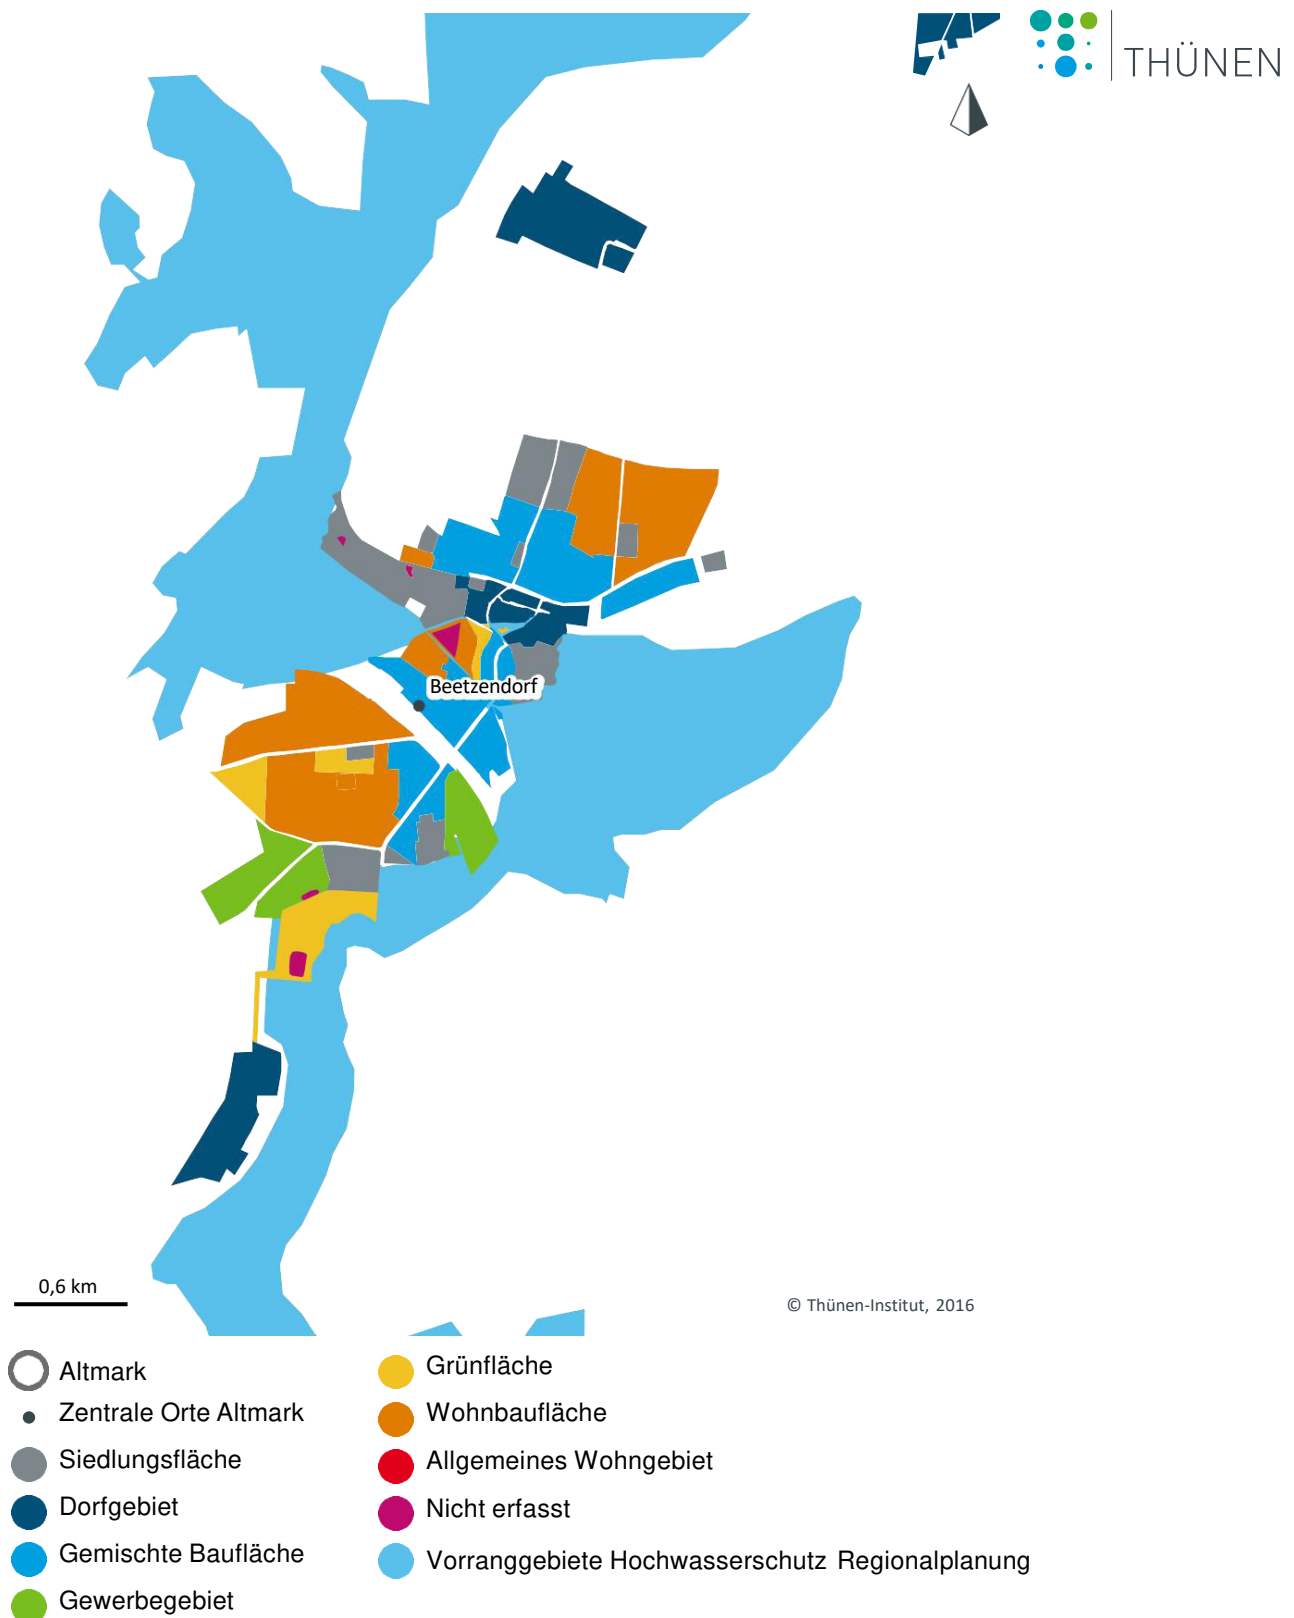 THÜNEN
Beetzendorf
0,6 km
© Thünen-Institut, 2016
Altmark
Zentrale Orte Altmark
Siedlungsfläche
Dorfgebiet
Gemischte Baufläche
Gewerbegebiet
Grünfläche
Wohnbaufläche
Allgemeines Wohngebiet
Nicht erfasst
Vorranggebiete Hochwasserschutz Regionalplanung